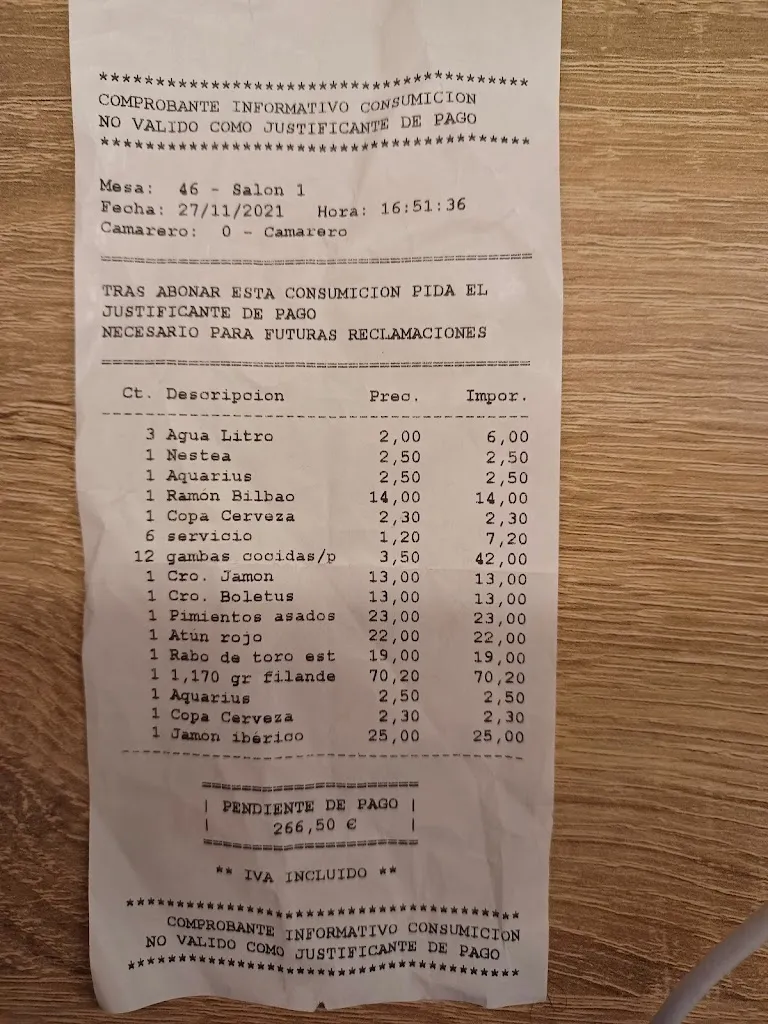 ***************************************
COMPROBANTE INFORMATIVO CONSUMICION
NO VALIDO COMO JUSTIFICANTE DE PAGO
***************************************
Mesa: 46 - Salon 1
Fecha: 27/11/2021 Hora: 16:51:36
Camarero: 0 - Camarero
========================================
TRAS ABONAR ESTA CONSUMICION PIDA EL
JUSTIFICANTE DE PAGO
NECESARIO PARA FUTURAS RECLAMACIONES
========================================
Ct. Descripcion Prec. Impor.
----------------------------------------
3 Agua Litro 2,00 6,00
1 Nestea 2,50 2,50
1 Aquarius 2,50 2,50
1 Ramón Bilbao 14,00 14,00
1 Copa Cerveza 2,30 2,30
6 servicio 1,20 7,20
12 gambas cocidas/p 3,50 42,00
1 Cro. Jamon 13,00 13,00
1 Cro. Boletus 13,00 13,00
1 Pimientos asados 23,00 23,00
1 Atún rojo 22,00 22,00
1 Rabo de toro est 19,00 19,00
1 1,170 gr filande 70,20 70,20
1 Aquarius 2,50 2,50
1 Copa Cerveza 2,30 2,30
1 Jamon ibérico 25,00 25,00
----------------------------------------
====================
| PENDIENTE DE PAGO |
| 266,50 € |
====================
** IVA INCLUIDO **
***************************************
COMPROBANTE INFORMATIVO CONSUMICION
NO VALIDO COMO JUSTIFICANTE DE PAGO
***************************************